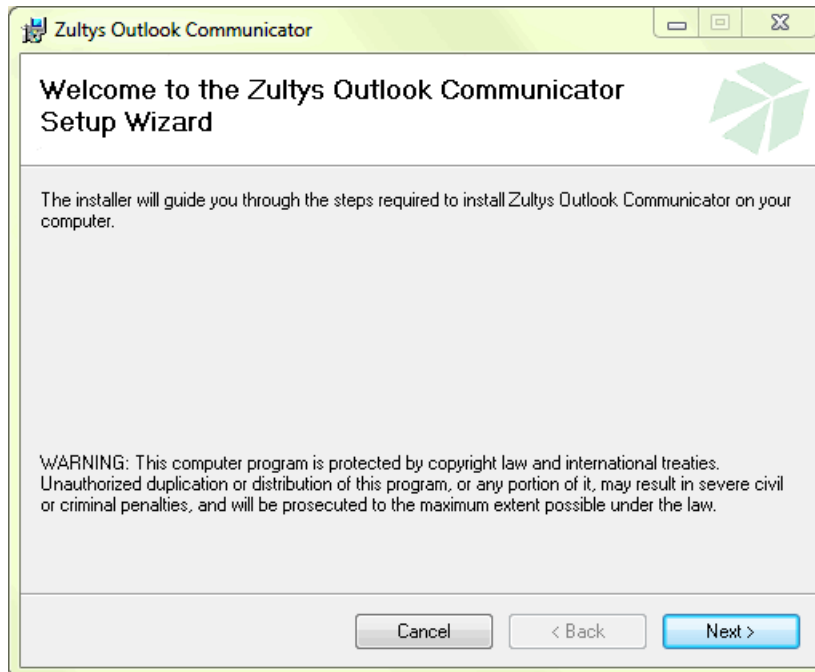 Zultys Outlook Communicator
Welcome to the Zultys Outlook Communicator
Setup Wizard
The installer will guide you through the steps required to install Zultys Outlook Communicator on your
computer.
WARNING: This computer program is protected by copyright law and international treaties.
Unauthorized duplication or distribution of this program, or any portion of it, may result in severe civil
or criminal penalties, and will be prosecuted to the maximum extent possible under the law.
Cancel < Back Next >